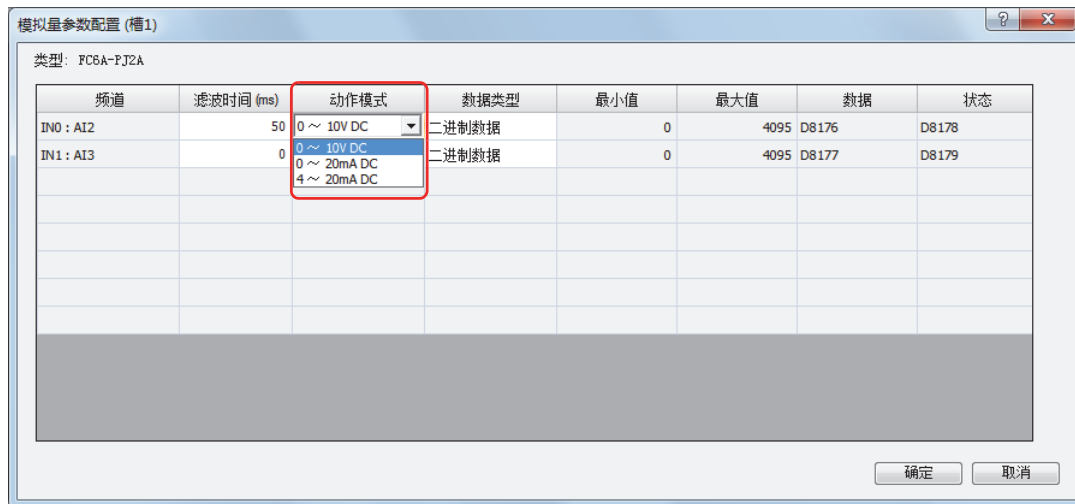 模拟量参数配置 (槽1)
类型: FC6A-PJ2A
频道 滤波时间 (ms) 动作模式 数据类型 最小值 最大值 数据 状态
IN0 : AI2 50 0 ～ 10V DC 二进制数据 0 4095 D8176 D8178
IN1 : AI3 0 0 ～ 10V DC 二进制数据 0 4095 D8177 D8179
0 ～ 20mA DC
4 ～ 20mA DC
确定 取消